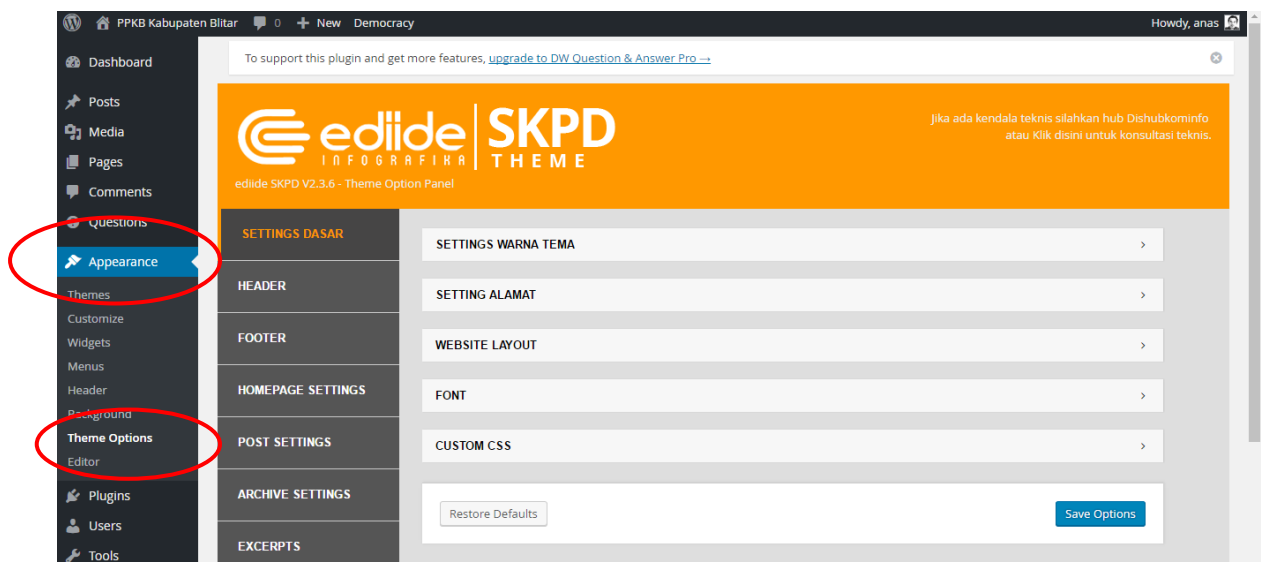 PPKB Kabupaten Blitar 0 + New Democracy Howdy, anas
Dashboard
Posts
Media
Pages
Comments
Questions
Appearance
Themes
Customize
Widgets
Menus
Header
Background
Theme Options
Editor
Plugins
Users
Tools
To support this plugin and get more features, upgrade to DW Question & Answer Pro →
ediide SKPD
INFOGRAFIKA THEME
ediide SKPD V2.3.6 - Theme Option Panel
Jika ada kendala teknis silahkan hub Dishubkominfo
atau Klik disini untuk konsultasi teknis.
SETTINGS DASAR
HEADER
FOOTER
HOMEPAGE SETTINGS
POST SETTINGS
ARCHIVE SETTINGS
EXCERPTS
SETTINGS WARNA TEMA
SETTING ALAMAT
WEBSITE LAYOUT
FONT
CUSTOM CSS
Restore Defaults Save Options